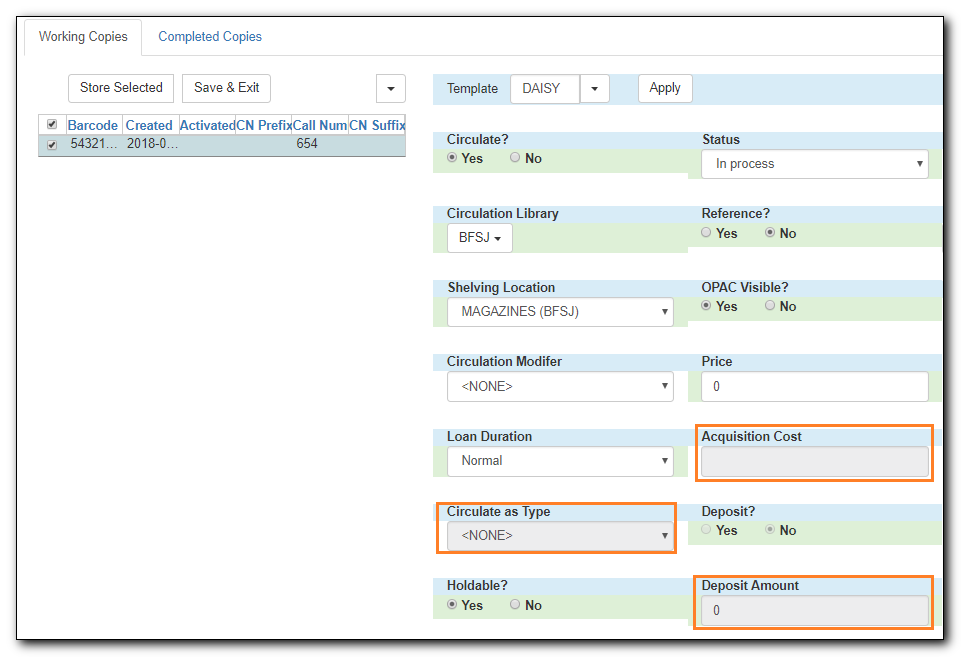 Working Copies Completed Copies
Store Selected Save & Exit
Barcode Created Activated CN Prefix Call Num CN Suffix
54321... 2018-0... 654
Template DAISY Apply
Circulate? Status
Yes No In process
Circulation Library Reference?
BFSJ Yes No
Shelving Location OPAC Visible?
MAGAZINES (BFSJ) Yes No
Circulation Modifer Price
<NONE> 0
Loan Duration Acquisition Cost
Normal
Circulate as Type Deposit?
<NONE> Yes No
Holdable? Deposit Amount
Yes No 0